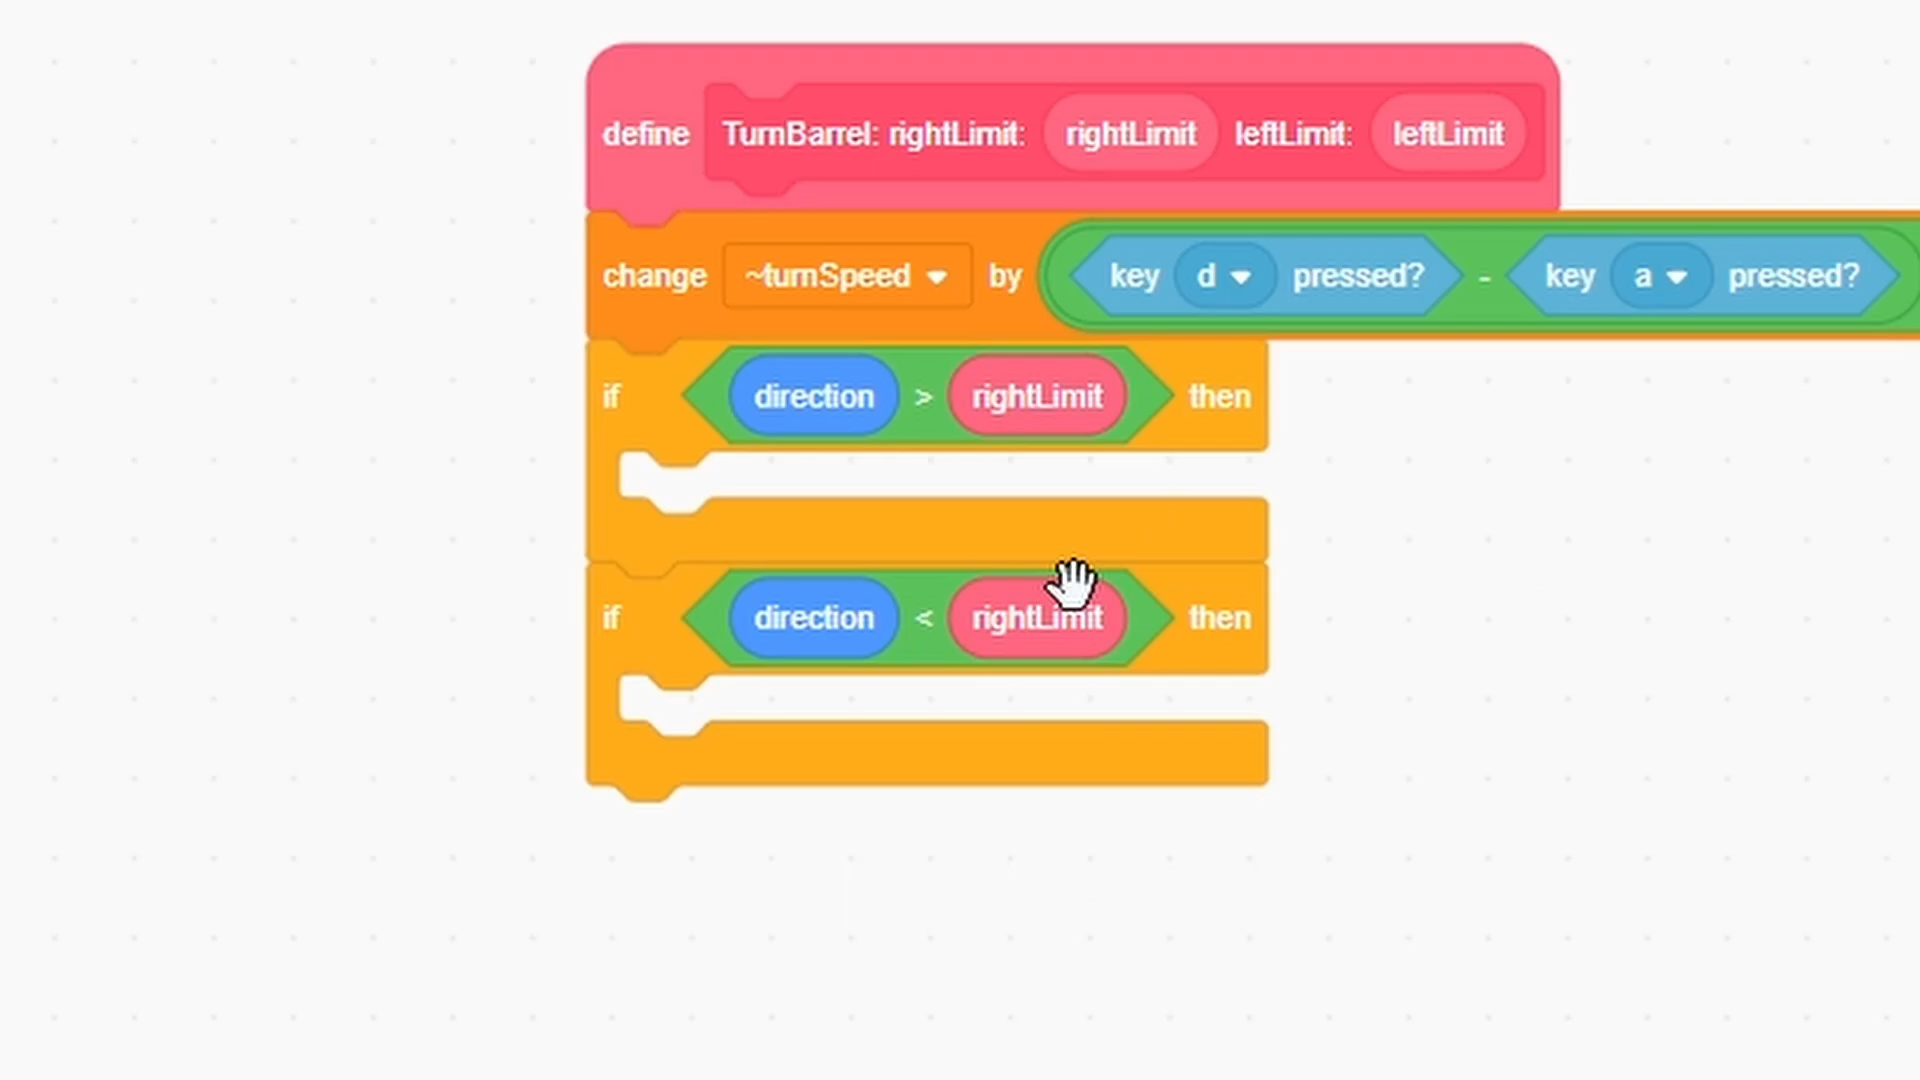 define TurnBarrel: rightLimit: rightLimit leftLimit: leftLimit
change ~turnSpeed by key d pressed? - key a pressed?
if direction > rightLimit then
if direction < rightLimit then